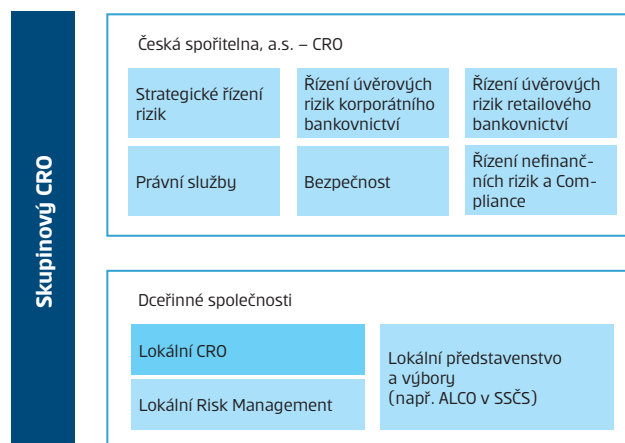 Skupinový CRO
Česká spořitelna, a.s. – CRO
Strategické řízení
rizik
Řízení úvěrových
rizik korporátního
bankovnictví
Řízení úvěrových
rizik retailového
bankovnictví
Právní služby
Bezpečnost
Řízení nefinanč-
ních rizik a Com-
pliance
Dceřinné společnosti
Lokální CRO
Lokální Risk Management
Lokální představenstvo
a výbory
(např. ALCO v SSČS)